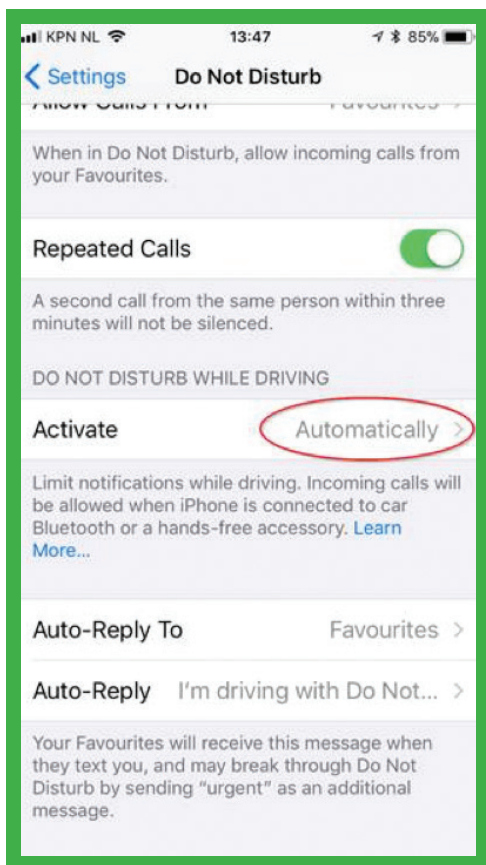 KPN NL 13:47 85%
Settings Do Not Disturb
Allow Calls From Favourites
When in Do Not Disturb, allow incoming calls from
your Favourites.
Repeated Calls
A second call from the same person within three
minutes will not be silenced.
DO NOT DISTURB WHILE DRIVING
Activate Automatically
Limit notifications while driving. Incoming calls will
be allowed when iPhone is connected to car
Bluetooth or a hands-free accessory. Learn
More...
Auto-Reply To Favourites
Auto-Reply I'm driving with Do Not...
Your Favourites will receive this message when
they text you, and may break through Do Not
Disturb by sending “urgent” as an additional
message.